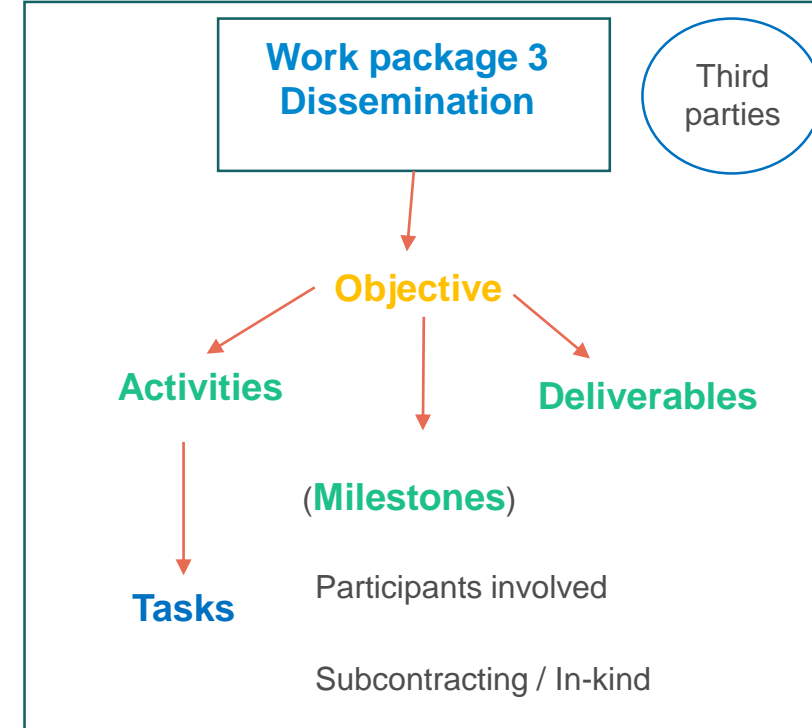 Work package 3
Dissemination
Third
parties
Objective
Activities
Deliverables
(Milestones)
Participants involved
Tasks
Subcontracting / In-kind